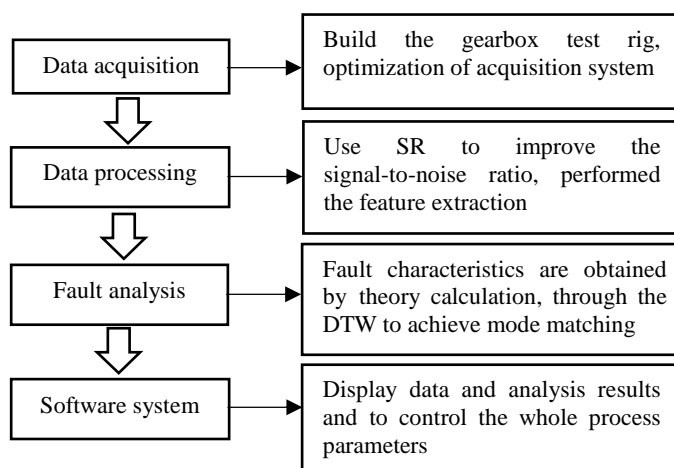 Data acquisition
Build the gearbox test rig,
optimization of acquisition system
Data processing
Use SR to improve the
signal-to-noise ratio, performed
the feature extraction
Fault analysis
Fault characteristics are obtained
by theory calculation, through the
DTW to achieve mode matching
Software system
Display data and analysis results
and to control the whole process
parameters